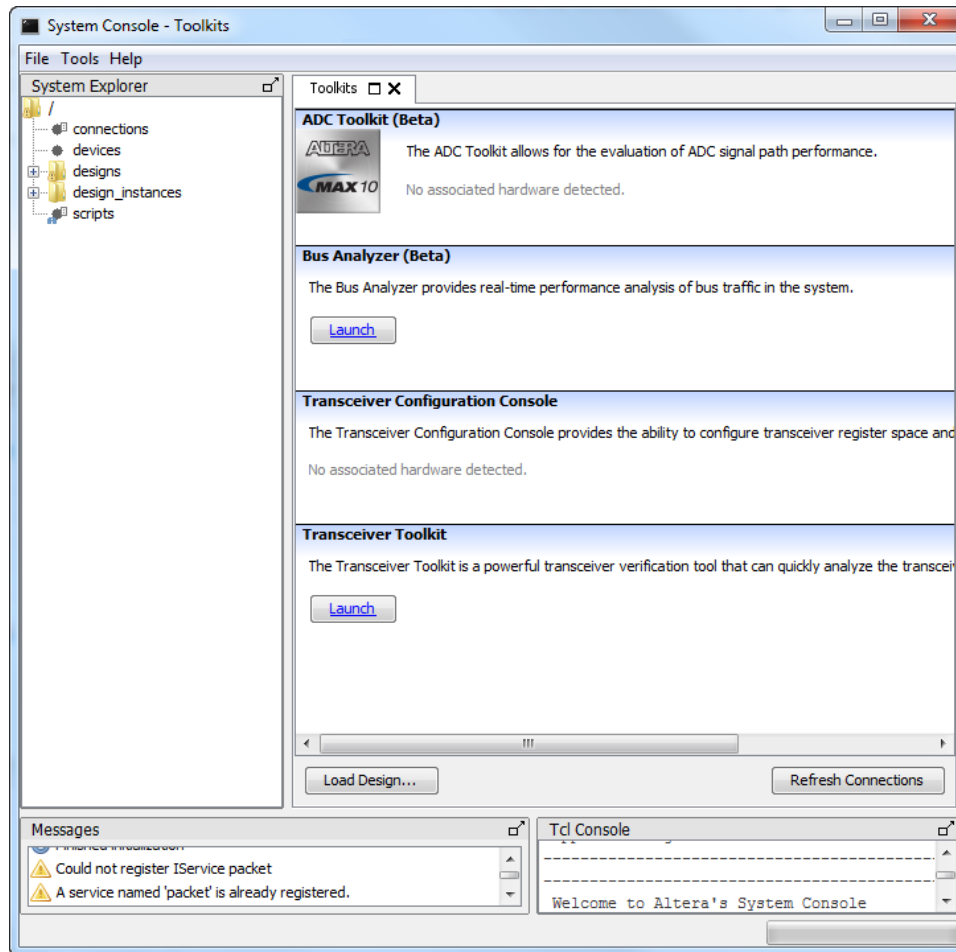 System Console - Toolkits
File Tools Help
System Explorer
/
connections
devices
designs
design_instances
scripts
Toolkits
ADC Toolkit (Beta)
ALTERA
MAX 10
The ADC Toolkit allows for the evaluation of ADC signal path performance.
No associated hardware detected.
Bus Analyzer (Beta)
The Bus Analyzer provides real-time performance analysis of bus traffic in the system.
Launch
Transceiver Configuration Console
The Transceiver Configuration Console provides the ability to configure transceiver register space and
No associated hardware detected.
Transceiver Toolkit
The Transceiver Toolkit is a powerful transceiver verification tool that can quickly analyze the transcei
Launch
Load Design...
Refresh Connections
Messages
Finished initialization
Could not register IService packet
A service named 'packet' is already registered.
Tcl Console
--------------------------------------------
--------------------------------------------
Welcome to Altera's System Console